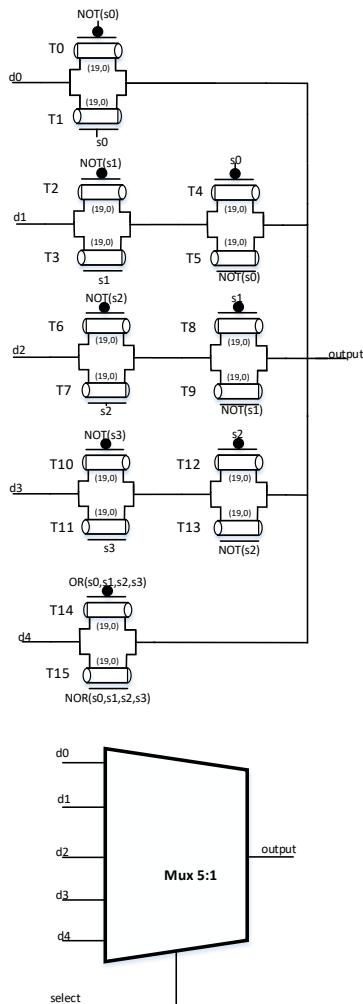 NOT(s0)
T0
(19,0)
d0
(19,0)
T1
s0
NOT(s1)
s0
T2
T4
(19,0)
(19,0)
d1
(19,0)
(19,0)
T3
T5
s1
NOT(s0)
NOT(s2)
s1
T6
T8
(19,0)
(19,0)
d2
output
(19,0)
(19,0)
T7
T9
s2
NOT(s1)
NOT(s3)
s2
T10
T12
(19,0)
(19,0)
d3
(19,0)
(19,0)
T11
T13
s3
NOT(s2)
OR(s0,s1,s2,s3)
T14
(19,0)
d4
(19,0)
T15
NOR(s0,s1,s2,s3)
d0
d1
d2
output
Mux 5:1
d3
d4
select